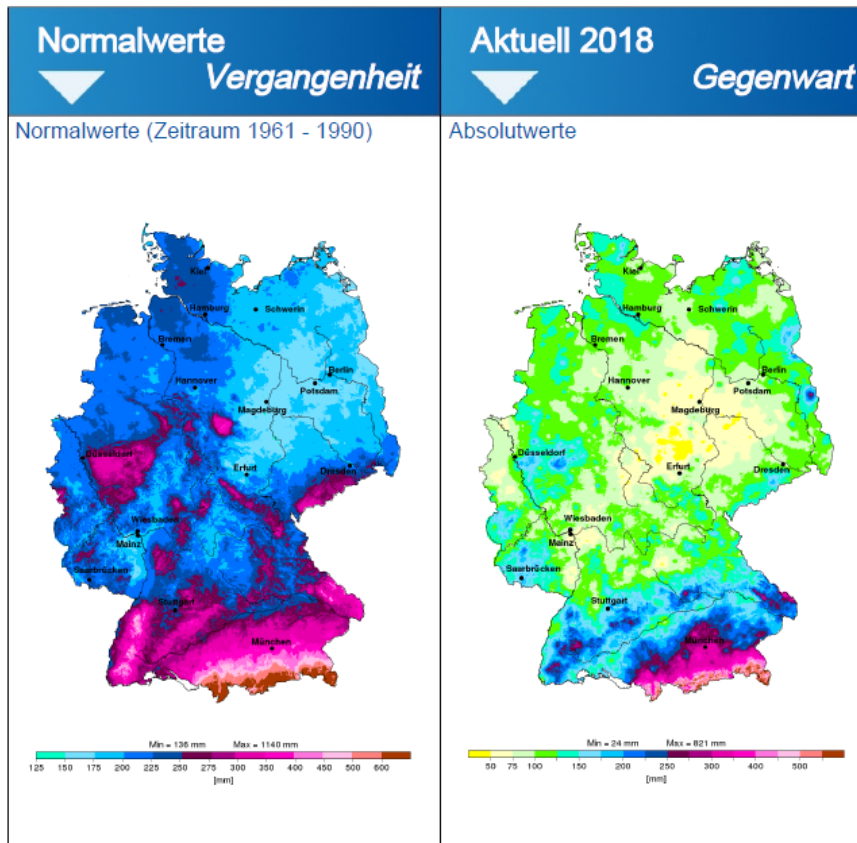 Normalwerte
Vergangenheit
Normalwerte (Zeitraum 1961 - 1990)
Kiel
Hamburg
Schwerin
Bremen
Hannover
Berlin
Potsdam
Magdeburg
Düsseldorf
Erfurt
Dresden
Wiesbaden
Mainz
Saarbrücken
Stuttgart
München
Min = 136 mm Max = 1140 mm
125 150 175 200 225 250 275 300 350 400 450 500 600
[mm]
Aktuell 2018
Gegenwart
Absolutwerte
Kiel
Hamburg
Schwerin
Bremen
Hannover
Berlin
Potsdam
Magdeburg
Düsseldorf
Erfurt
Dresden
Wiesbaden
Mainz
Saarbrücken
Stuttgart
München
Min = 24 mm Max = 821 mm
50 75 100 150 200 250 300 400 500
[mm]